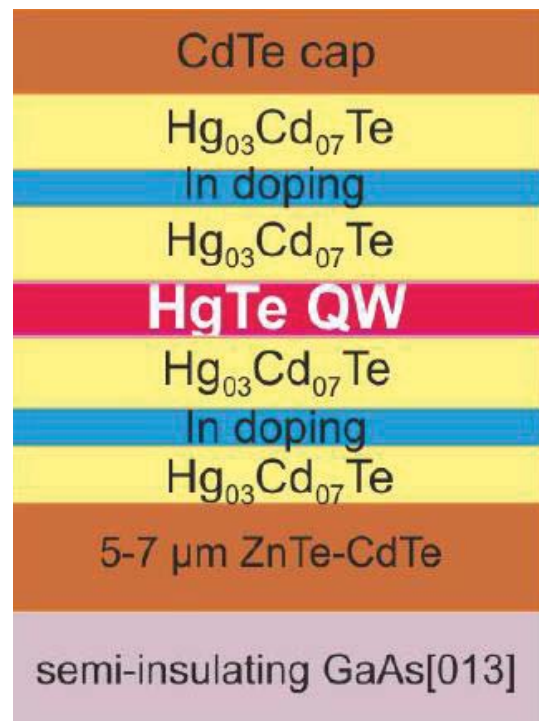 CdTe cap
Hg₀₃Cd₀₇Te
In doping
Hg₀₃Cd₀₇Te
HgTe QW
Hg₀₃Cd₀₇Te
In doping
Hg₀₃Cd₀₇Te
5-7 µm ZnTe-CdTe
semi-insulating GaAs[013]